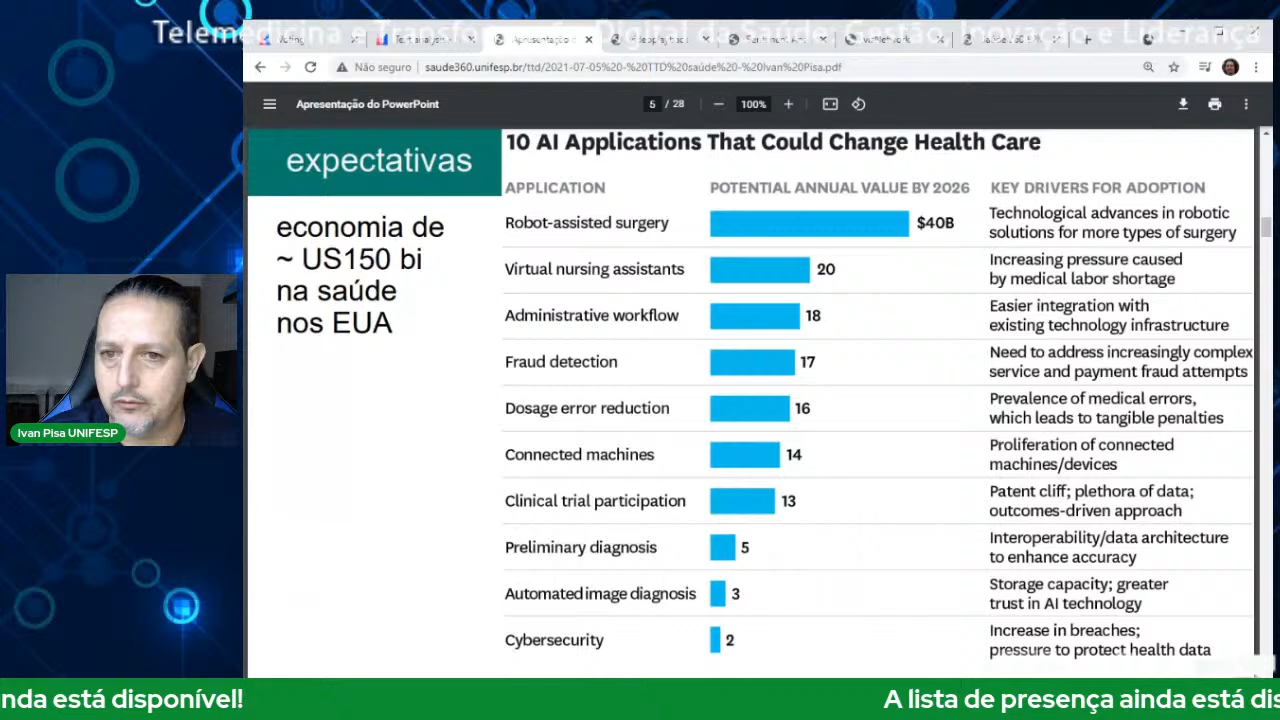 Telemedicina e Transformação Digital da Saúde: Gestão, Inovação e Liderança
Apresentação d
Não seguro
saude360.unifesp.br/ttd/2021-07-05%20-%20TTD%20saúde%20-%20Ivan%20Pisa.pdf
Apresentação do PowerPoint
5 / 28
100%
expectativas
economia de
~ US150 bi
na saúde
nos EUA
10 AI Applications That Could Change Health Care
APPLICATION POTENTIAL ANNUAL VALUE BY 2026 KEY DRIVERS FOR ADOPTION
Robot-assisted surgery $40B Technological advances in robotic
solutions for more types of surgery
Virtual nursing assistants 20 Increasing pressure caused
by medical labor shortage
Administrative workflow 18 Easier integration with
existing technology infrastructure
Fraud detection 17 Need to address increasingly complex
service and payment fraud attempts
Dosage error reduction 16 Prevalence of medical errors,
which leads to tangible penalties
Connected machines 14 Proliferation of connected
machines/devices
Clinical trial participation 13 Patent cliff; plethora of data;
outcomes-driven approach
Preliminary diagnosis 5 Interoperability/data architecture
to enhance accuracy
Automated image diagnosis 3 Storage capacity; greater
trust in AI technology
Cybersecurity 2 Increase in breaches;
pressure to protect health data
Ivan Pisa UNIFESP
nda está disponível! A lista de presença ainda está dis